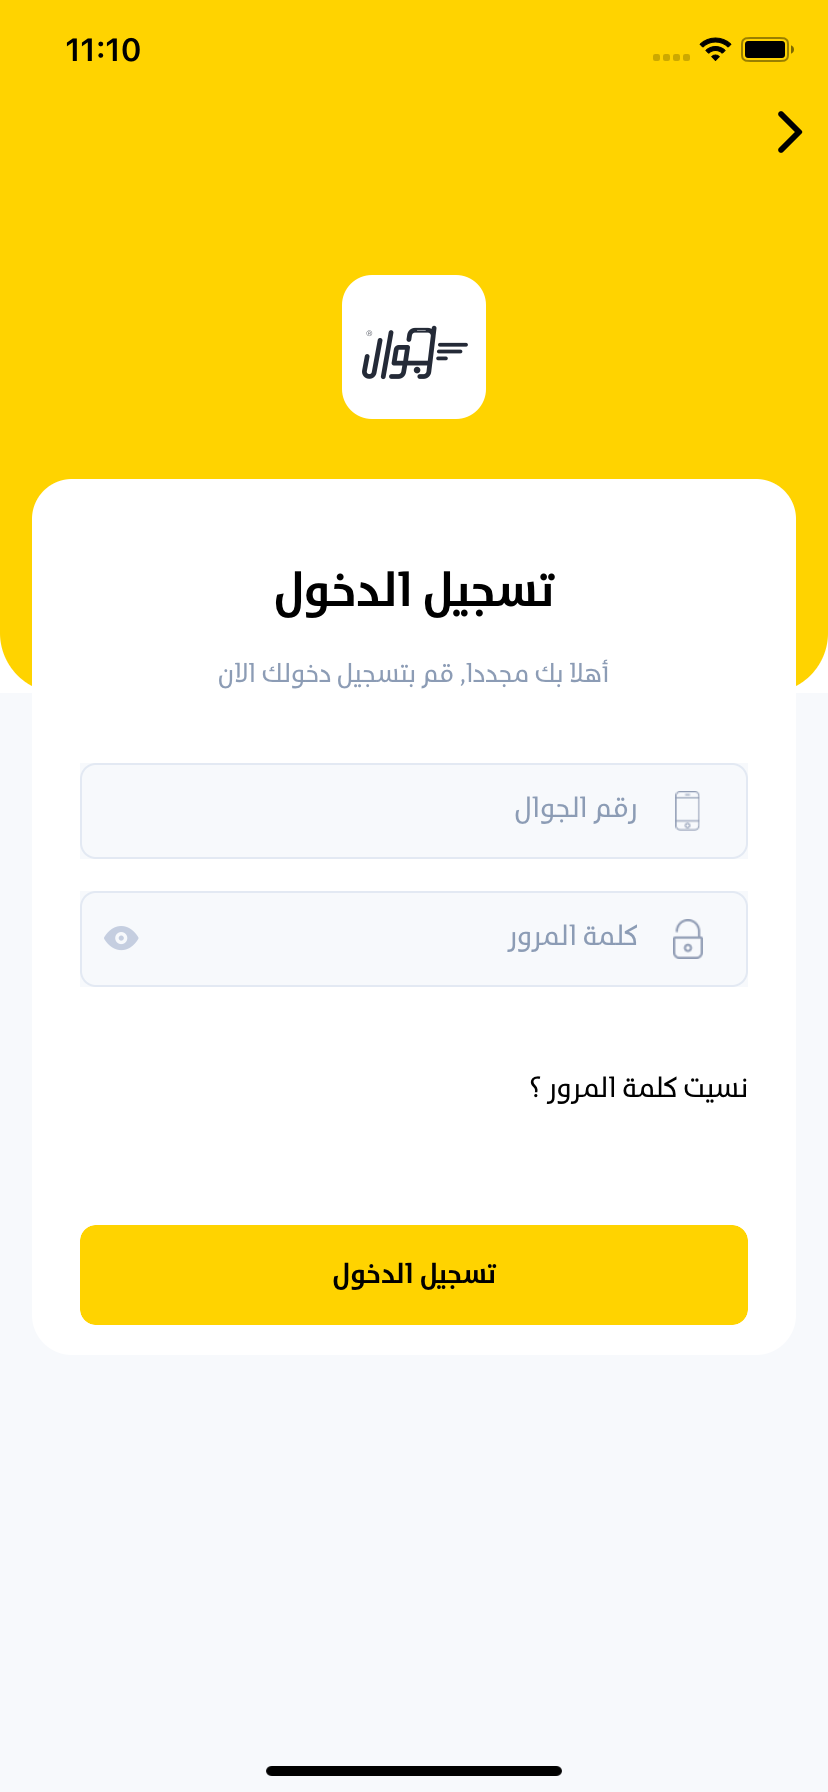 11:10
جوال
®
تسجيل الدخول
أهلا بك مجددا, قم بتسجيل دخولك الان
رقم الجوال
كلمة المرور
نسيت كلمة المرور ؟
تسجيل الدخول